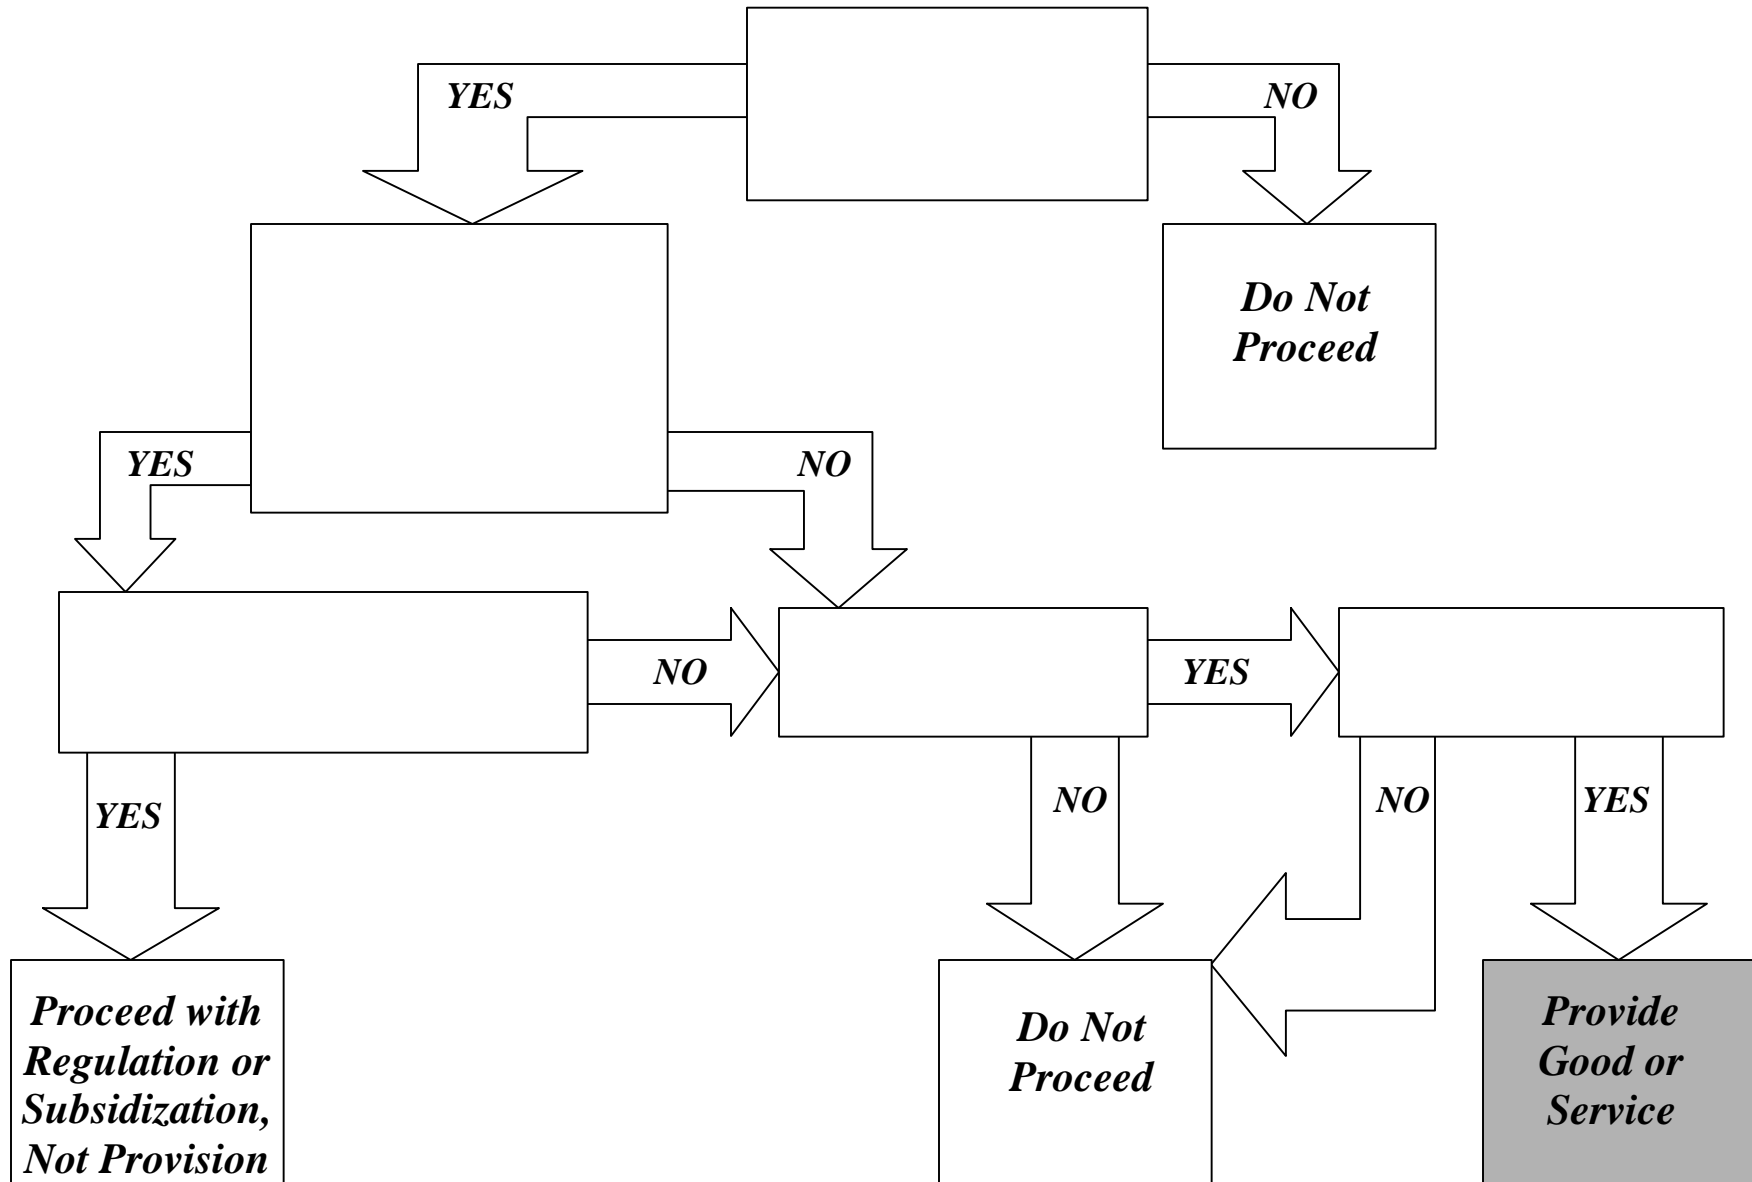 YES
NO
Do Not
Proceed
YES
NO
NO
YES
YES
NO
NO
YES
Proceed with
Regulation or
Subsidization,
Not Provision
Do Not
Proceed
Provide
Good or
Service